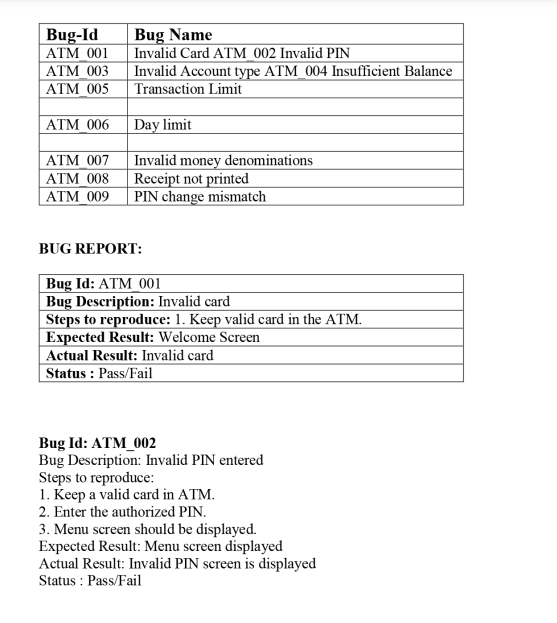 Bug-Id Bug Name
ATM_001 Invalid Card ATM_002 Invalid PIN
ATM_003 Invalid Account type ATM_004 Insufficient Balance
ATM_005 Transaction Limit
ATM_006 Day limit
ATM_007 Invalid money denominations
ATM_008 Receipt not printed
ATM_009 PIN change mismatch
BUG REPORT:
Bug Id: ATM_001
Bug Description: Invalid card
Steps to reproduce: 1. Keep valid card in the ATM.
Expected Result: Welcome Screen
Actual Result: Invalid card
Status : Pass/Fail
Bug Id: ATM_002
Bug Description: Invalid PIN entered
Steps to reproduce:
1. Keep a valid card in ATM.
2. Enter the authorized PIN.
3. Menu screen should be displayed.
Expected Result: Menu screen displayed
Actual Result: Invalid PIN screen is displayed
Status : Pass/Fail